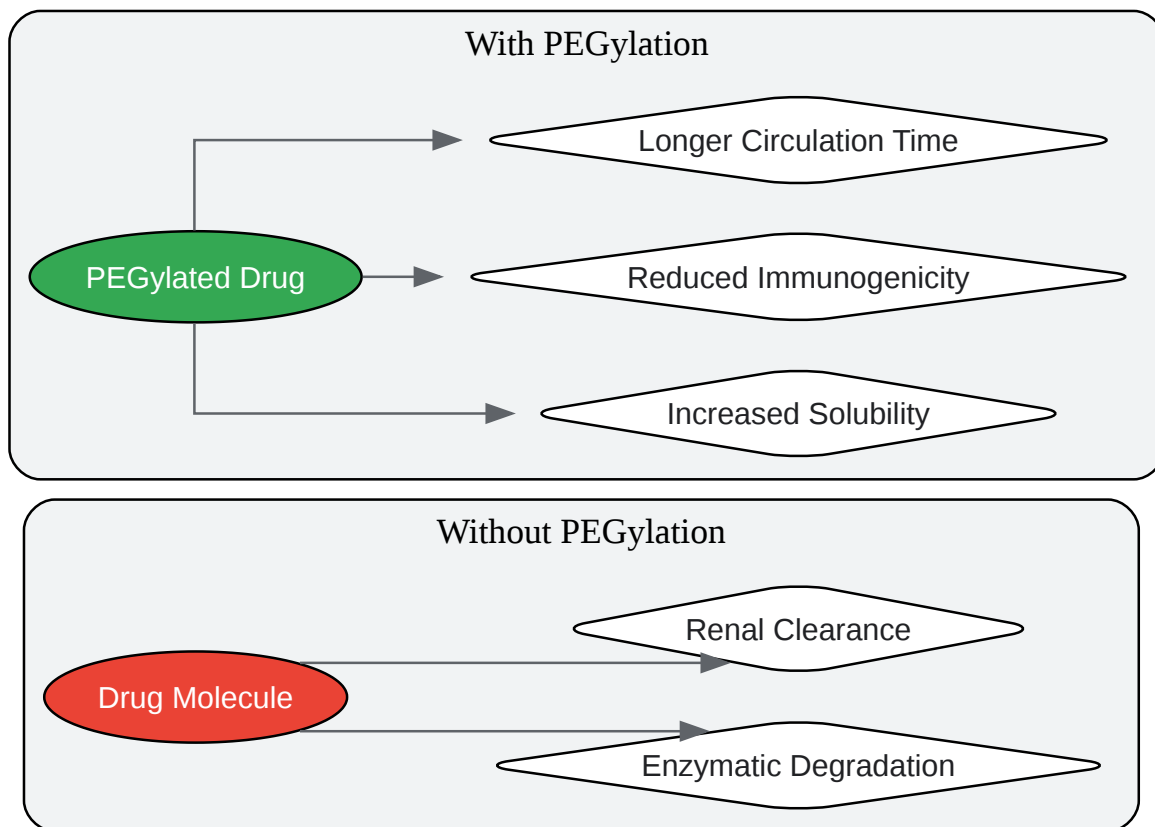 With PEGylation
Longer Circulation Time
PEGylated Drug
Reduced Immunogenicity
Increased Solubility
Without PEGylation
Renal Clearance
Drug Molecule
Enzymatic Degradation